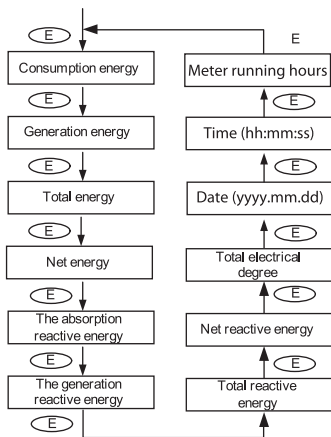 E
Consumption energy
E
Generation energy
E
Total energy
E
Net energy
E
The absorption
reactive energy
E
The generation
reactive energy
E
Total reactive
energy
E
Net reactive energy
E
Total electrical
degree
E
Date (yyyy.mm.dd)
E
Time (hh:mm:ss)
E
Meter running hours
E